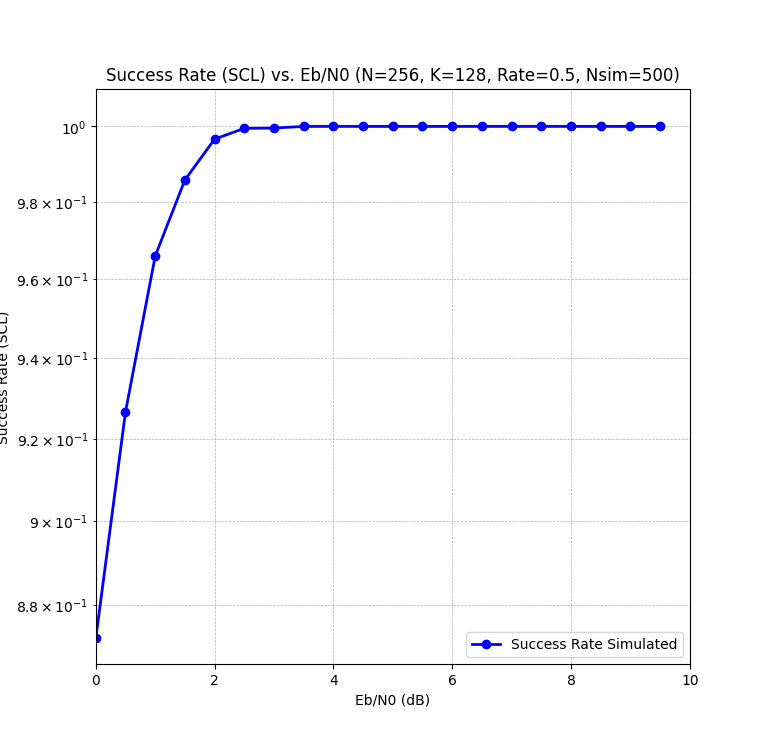 Success Rate (SCL) vs. Eb/N0 (N=256, K=128, Rate=0.5, Nsim=500)
10⁰
9.8 × 10⁻¹
9.6 × 10⁻¹
9.4 × 10⁻¹
9.2 × 10⁻¹
9 × 10⁻¹
8.8 × 10⁻¹
Success Rate (SCL)
Success Rate Simulated
0 2 4 6 8 10
Eb/N0 (dB)